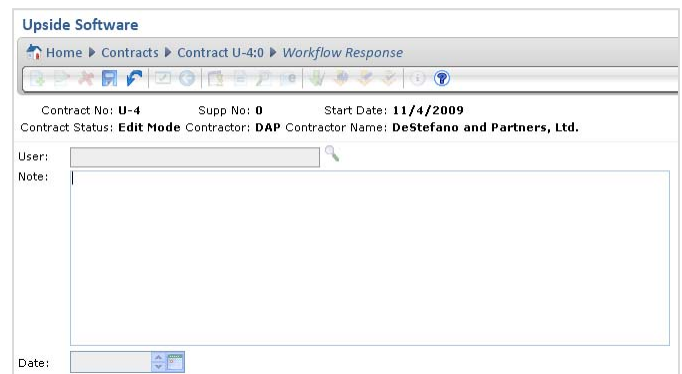 Upside Software
Home ▶ Contracts ▶ Contract U-4:0 ▶ Workflow Response
Contract No: U-4 Supp No: 0 Start Date: 11/4/2009
Contract Status: Edit Mode Contractor: DAP Contractor Name: DeStefano and Partners, Ltd.
User:
Note:
Date: